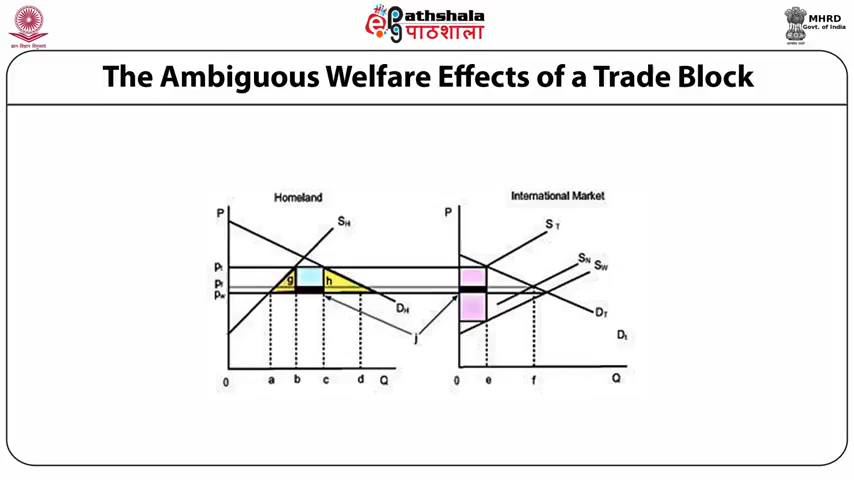 ePathshala
पाठशाला
MHRD
Govt. of India
The Ambiguous Welfare Effects of a Trade Block
Homeland
International Market
P
SH
Pt
Pf
Pw
g
h
DH
j
0
a
b
c
d
Q
P
ST
SN
SW
DT
Dt
0
e
f
Q